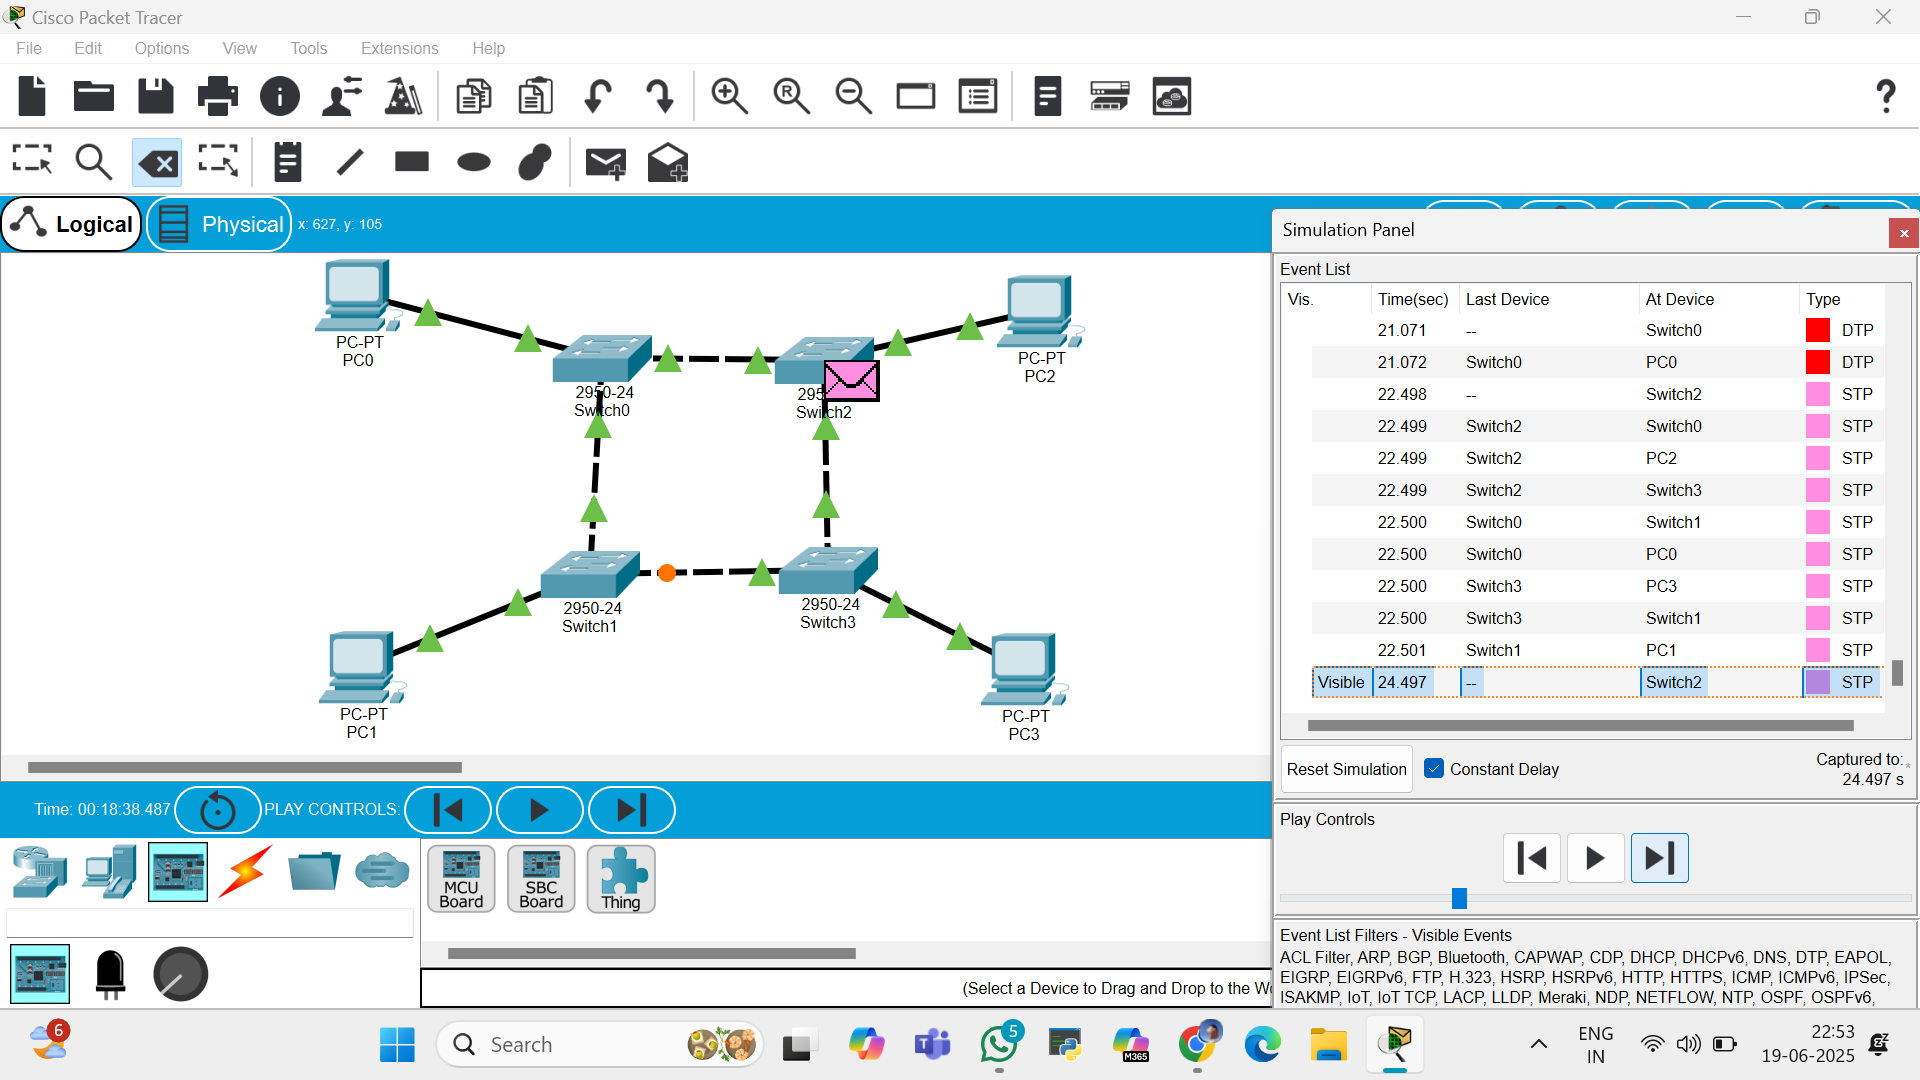 Cisco Packet Tracer
File Edit Options View Tools Extensions Help
Logical Physical x: 627, y: 105
PC-PT
PC0
PC-PT
PC2
2950-24
Switch0
295
Switch2
2950-24
Switch1
2950-24
Switch3
PC-PT
PC1
PC-PT
PC3
Simulation Panel
x
Event List
Vis. Time(sec) Last Device At Device Type
21.071 -- Switch0 DTP
21.072 Switch0 PC0 DTP
22.498 -- Switch2 STP
22.499 Switch2 Switch0 STP
22.499 Switch2 PC2 STP
22.499 Switch2 Switch3 STP
22.500 Switch0 Switch1 STP
22.500 Switch0 PC0 STP
22.500 Switch3 PC3 STP
22.500 Switch3 Switch1 STP
22.501 Switch1 PC1 STP
Visible 24.497 -- Switch2 STP
Reset Simulation Constant Delay Captured to:*
24.497 s
Play Controls
Event List Filters - Visible Events
ACL Filter, ARP, BGP, Bluetooth, CAPWAP, CDP, DHCP, DHCPv6, DNS, DTP, EAPOL,
EIGRP, EIGRPv6, FTP, H.323, HSRP, HSRPv6, HTTP, HTTPS, ICMP, ICMPv6, IPSec,
ISAKMP, IoT, IoT TCP, LACP, LLDP, Meraki, NDP, NETFLOW, NTP, OSPF, OSPFv6,
Time: 00:18:38.487 PLAY CONTROLS:
MCU
Board
SBC
Board
Thing
(Select a Device to Drag and Drop to the Wo
6
Search
5
M365
ENG
IN
22:53
19-06-2025